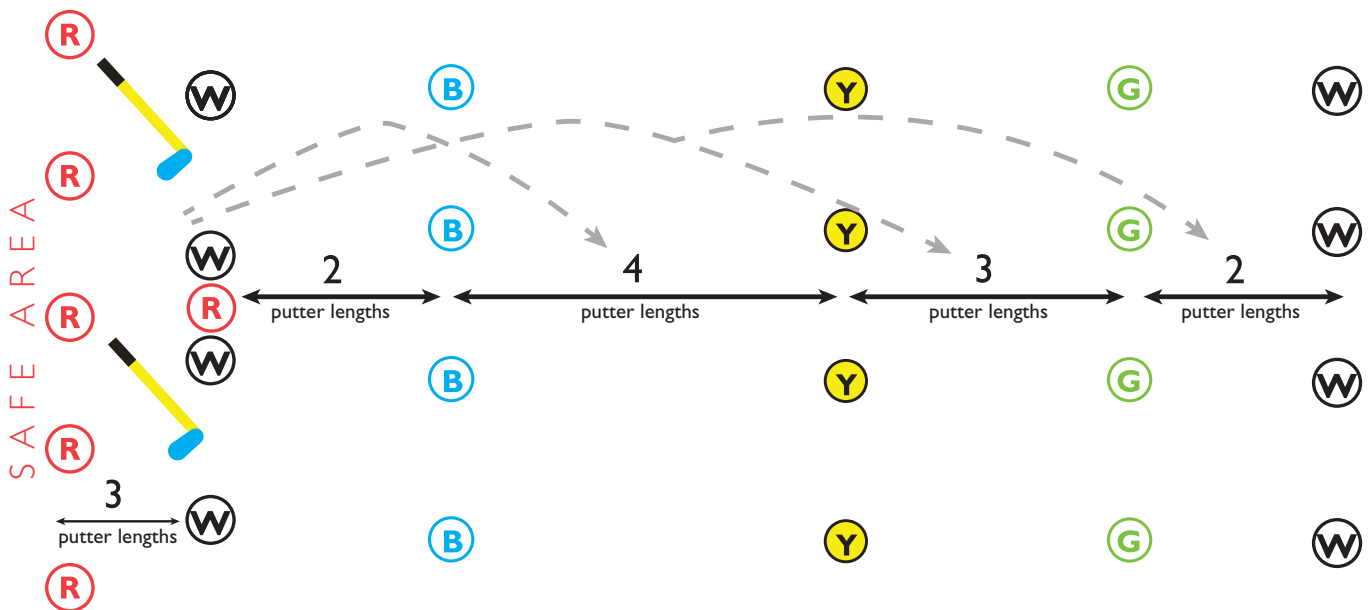 R
W B Y G W
R
SAFE AREA
B Y G W
W
2 4 3 2
R R
putter lengths putter lengths putter lengths putter lengths
W B Y G W
R
3
W B Y G W
putter lengths
R